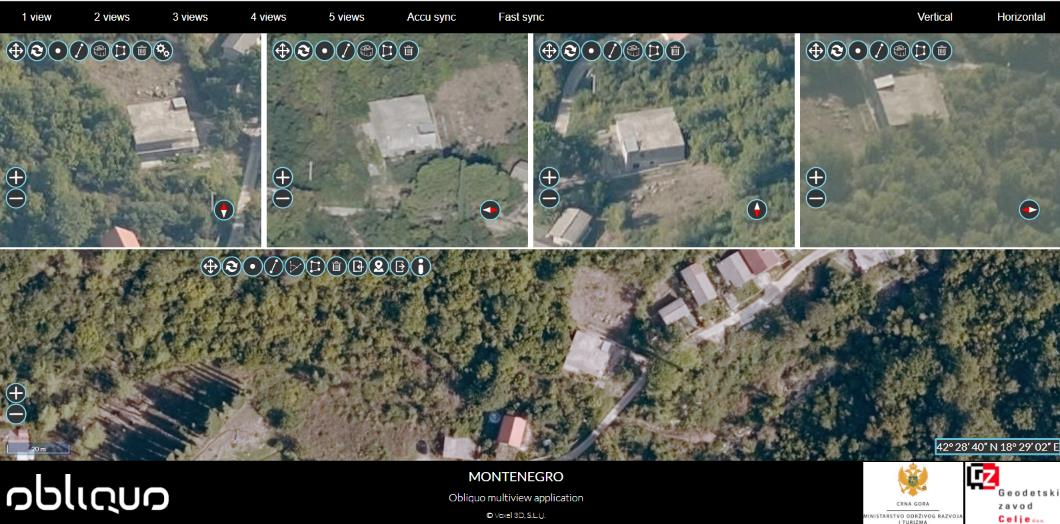 1 view 2 views 3 views 4 views 5 views Accu sync Fast sync Vertical Horizontal
20 m
42° 28' 40" N 18° 29' 02" E
obliquo
MONTENEGRO
Obliquo multiview application
© Voxel 3D, S.L.U.
CRNA GORA
MINISTARSTVO ODRŽIVOG RAZVOJA
I TURIZMA
GZ
Geodetski
zavod
Celje d.o.o.